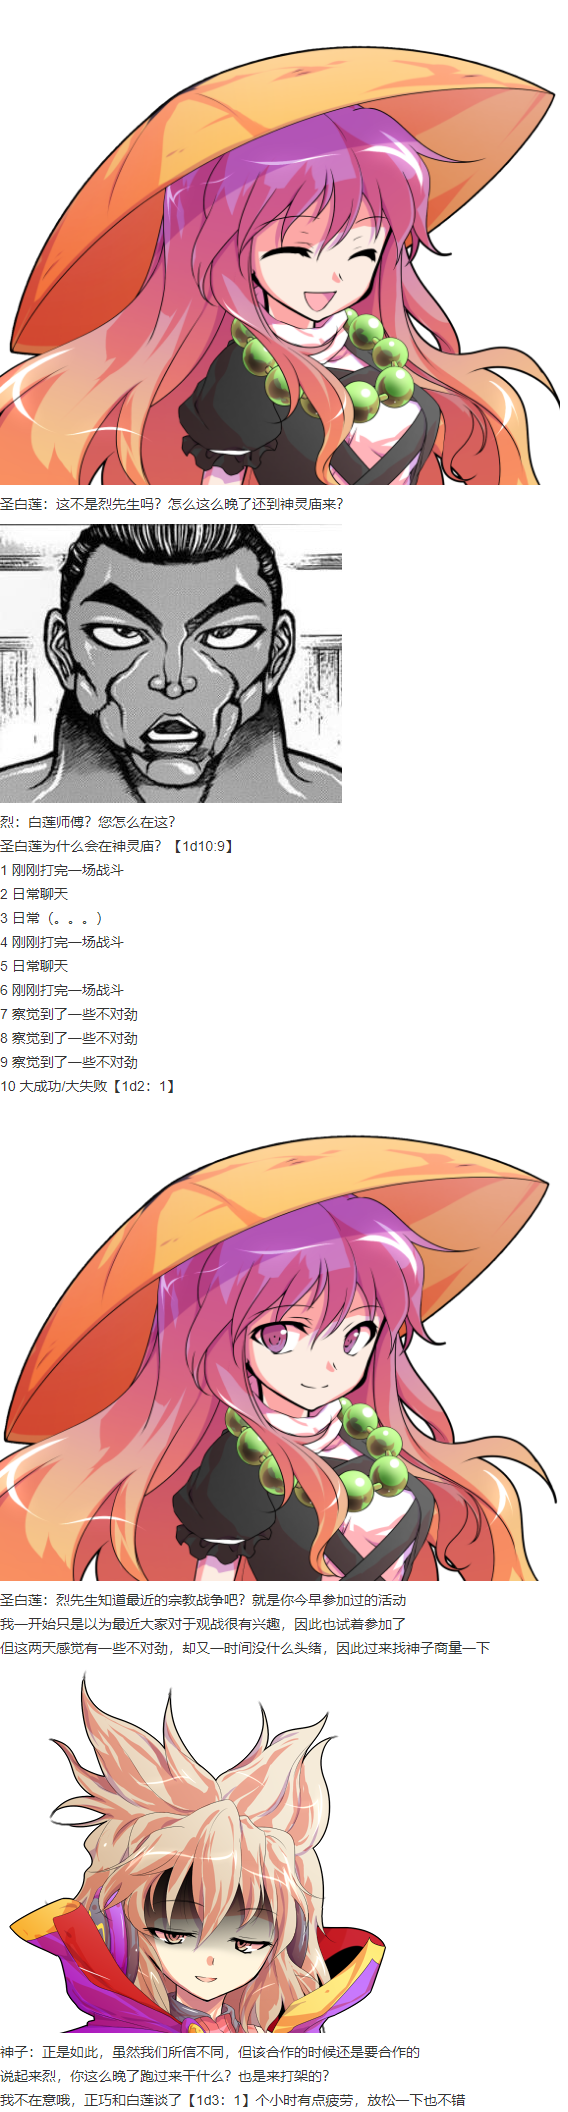 圣白莲：这不是烈先生吗？怎么这么晚了还到神灵庙来？
烈：白莲师傅？您怎么在这？
圣白莲为什么会在神灵庙？【1d10:9】
1 刚刚打完一场战斗
2 日常聊天
3 日常（。。。）
4 刚刚打完一场战斗
5 日常聊天
6 刚刚打完一场战斗
7 察觉到了一些不对劲
8 察觉到了一些不对劲
9 察觉到了一些不对劲
10 大成功/大失败【1d2：1】
圣白莲：烈先生知道最近的宗教战争吧？就是你今早参加过的活动
我一开始只是以为最近大家对于观战很有兴趣，因此也试着参加了
但这两天感觉有一些不对劲，却又一时间没什么头绪，因此过来找神子商量一下
神子：正是如此，虽然我们所信不同，但该合作的时候还是要合作的
说起来烈，你这么晚了跑过来干什么？也是来打架的？
我不在意哦，正巧和白莲谈了【1d3：1】个小时有点疲劳，放松一下也不错